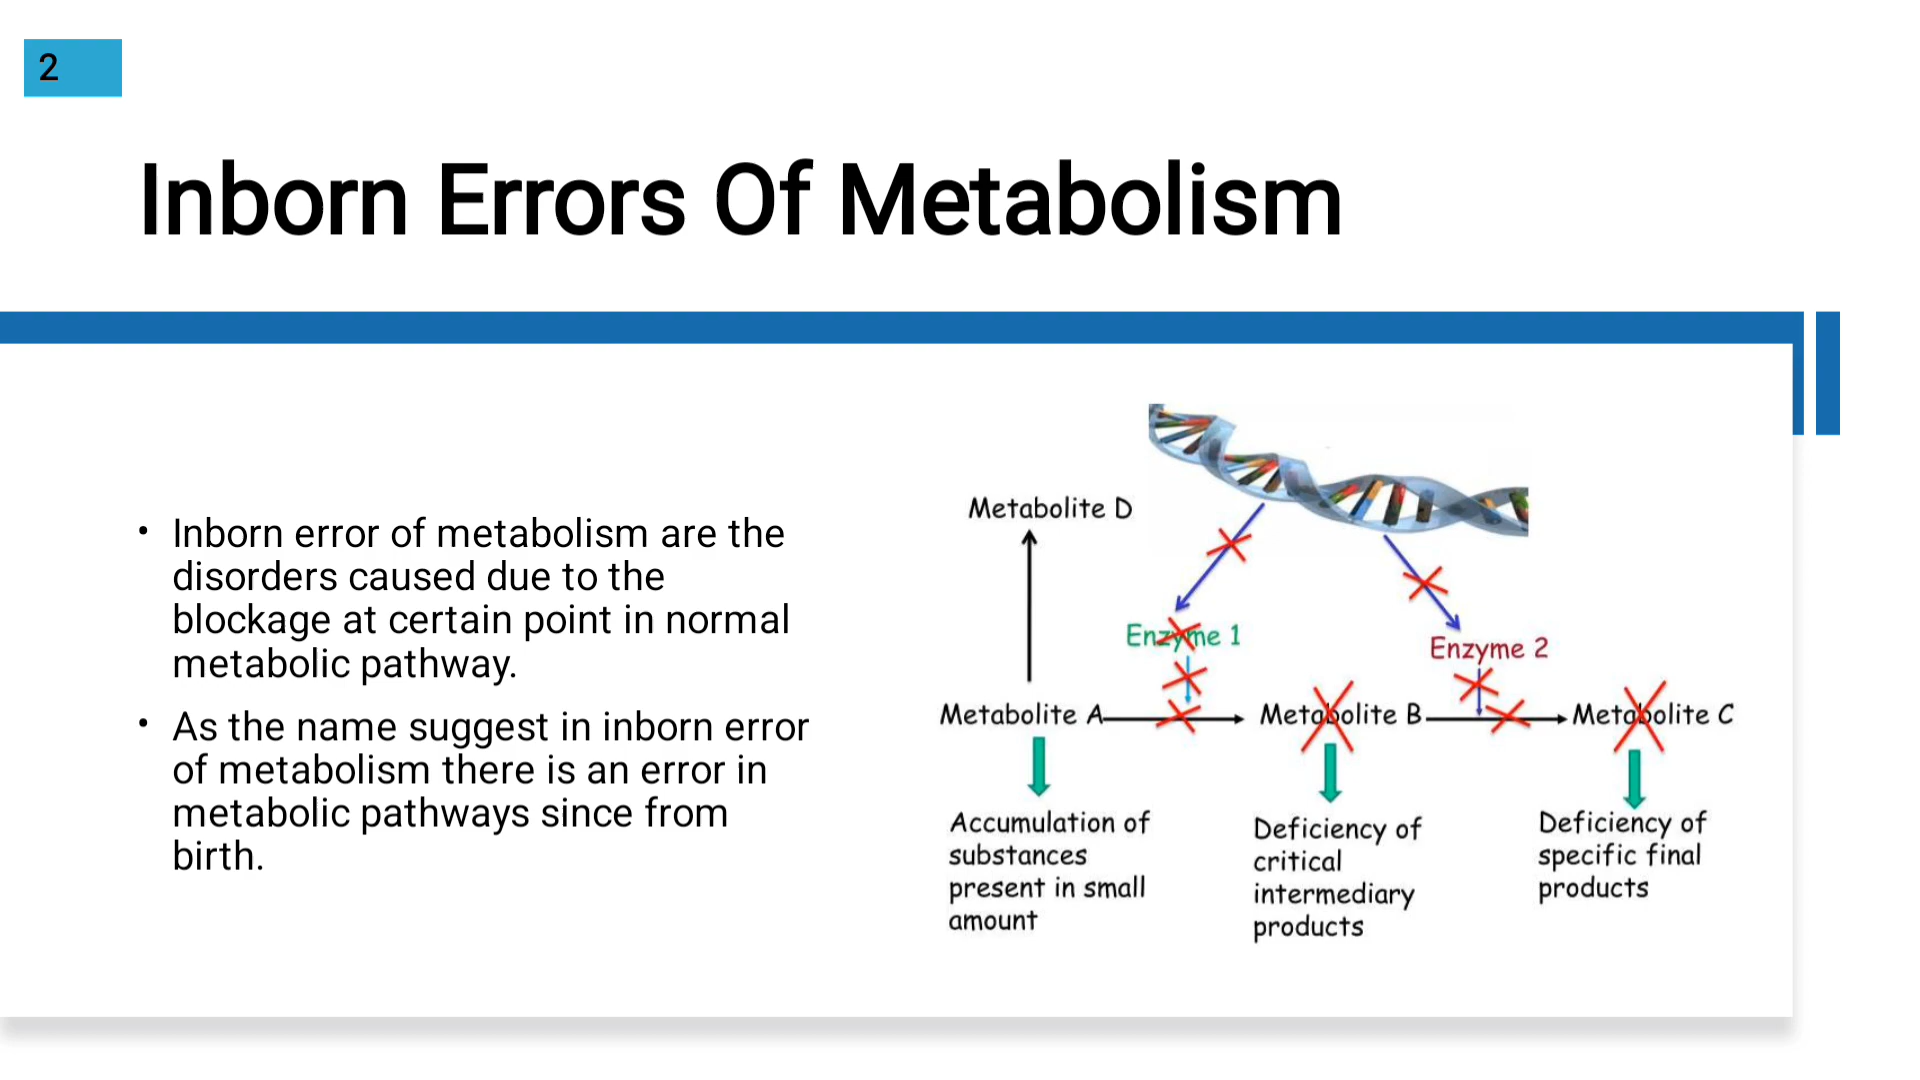 2
Inborn Errors Of Metabolism
• Inborn error of metabolism are the
disorders caused due to the
blockage at certain point in normal
metabolic pathway.
• As the name suggest in inborn error
of metabolism there is an error in
metabolic pathways since from
birth.
Metabolite D
Enzyme 1
Enzyme 2
Metabolite A
Metabolite B
Metabolite C
Accumulation of
substances
present in small
amount
Deficiency of
critical
intermediary
products
Deficiency of
specific final
products